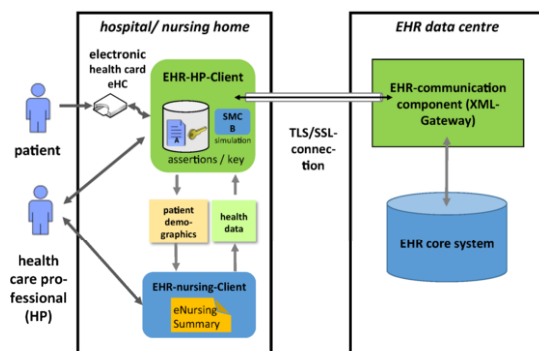 hospital/ nursing home
EHR data centre
electronic
health card
eHC
EHR-HP-Client
SMC
B
simulation
A
assertions / key
patient
TLS/SSL-
connec-
tion
EHR-communication
component (XML-
Gateway)
patient
demo-
graphics
health
data
EHR core system
health
care pro-
fessional
(HP)
EHR-nursing-Client
eNursing
Summary